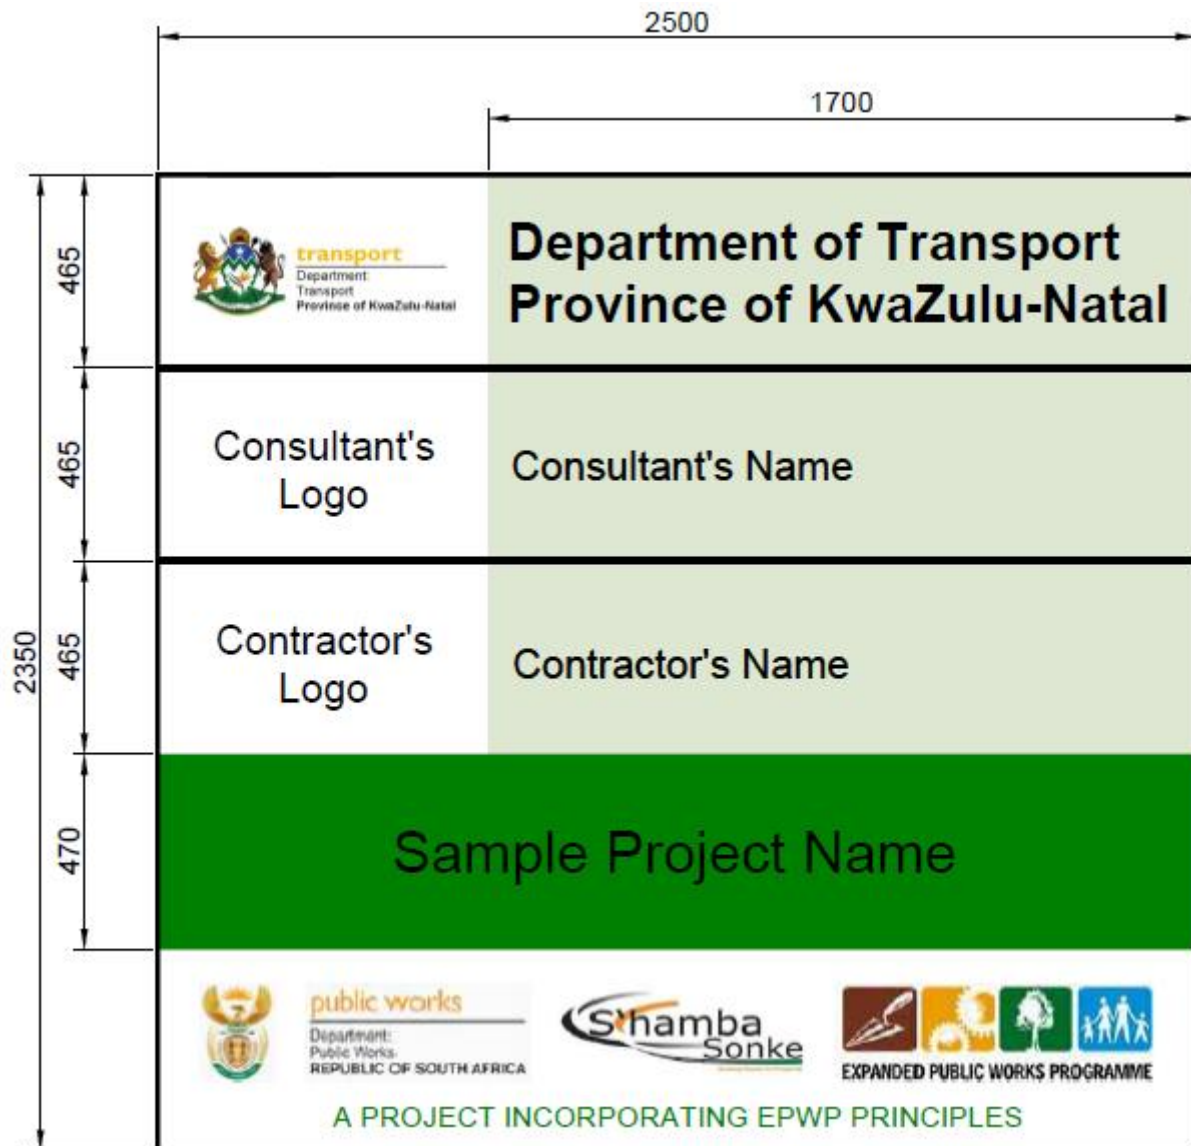 2500
1700
465
transport
Department:
Transport
Province of KwaZulu-Natal
Department of Transport
Province of KwaZulu-Natal
465
Consultant's
Logo
Consultant's Name
2350
465
Contractor's
Logo
Contractor's Name
470
Sample Project Name
public works
Department:
Public Works
REPUBLIC OF SOUTH AFRICA
S'hamba
Sonke
EXPANDED PUBLIC WORKS PROGRAMME
A PROJECT INCORPORATING EPWP PRINCIPLES